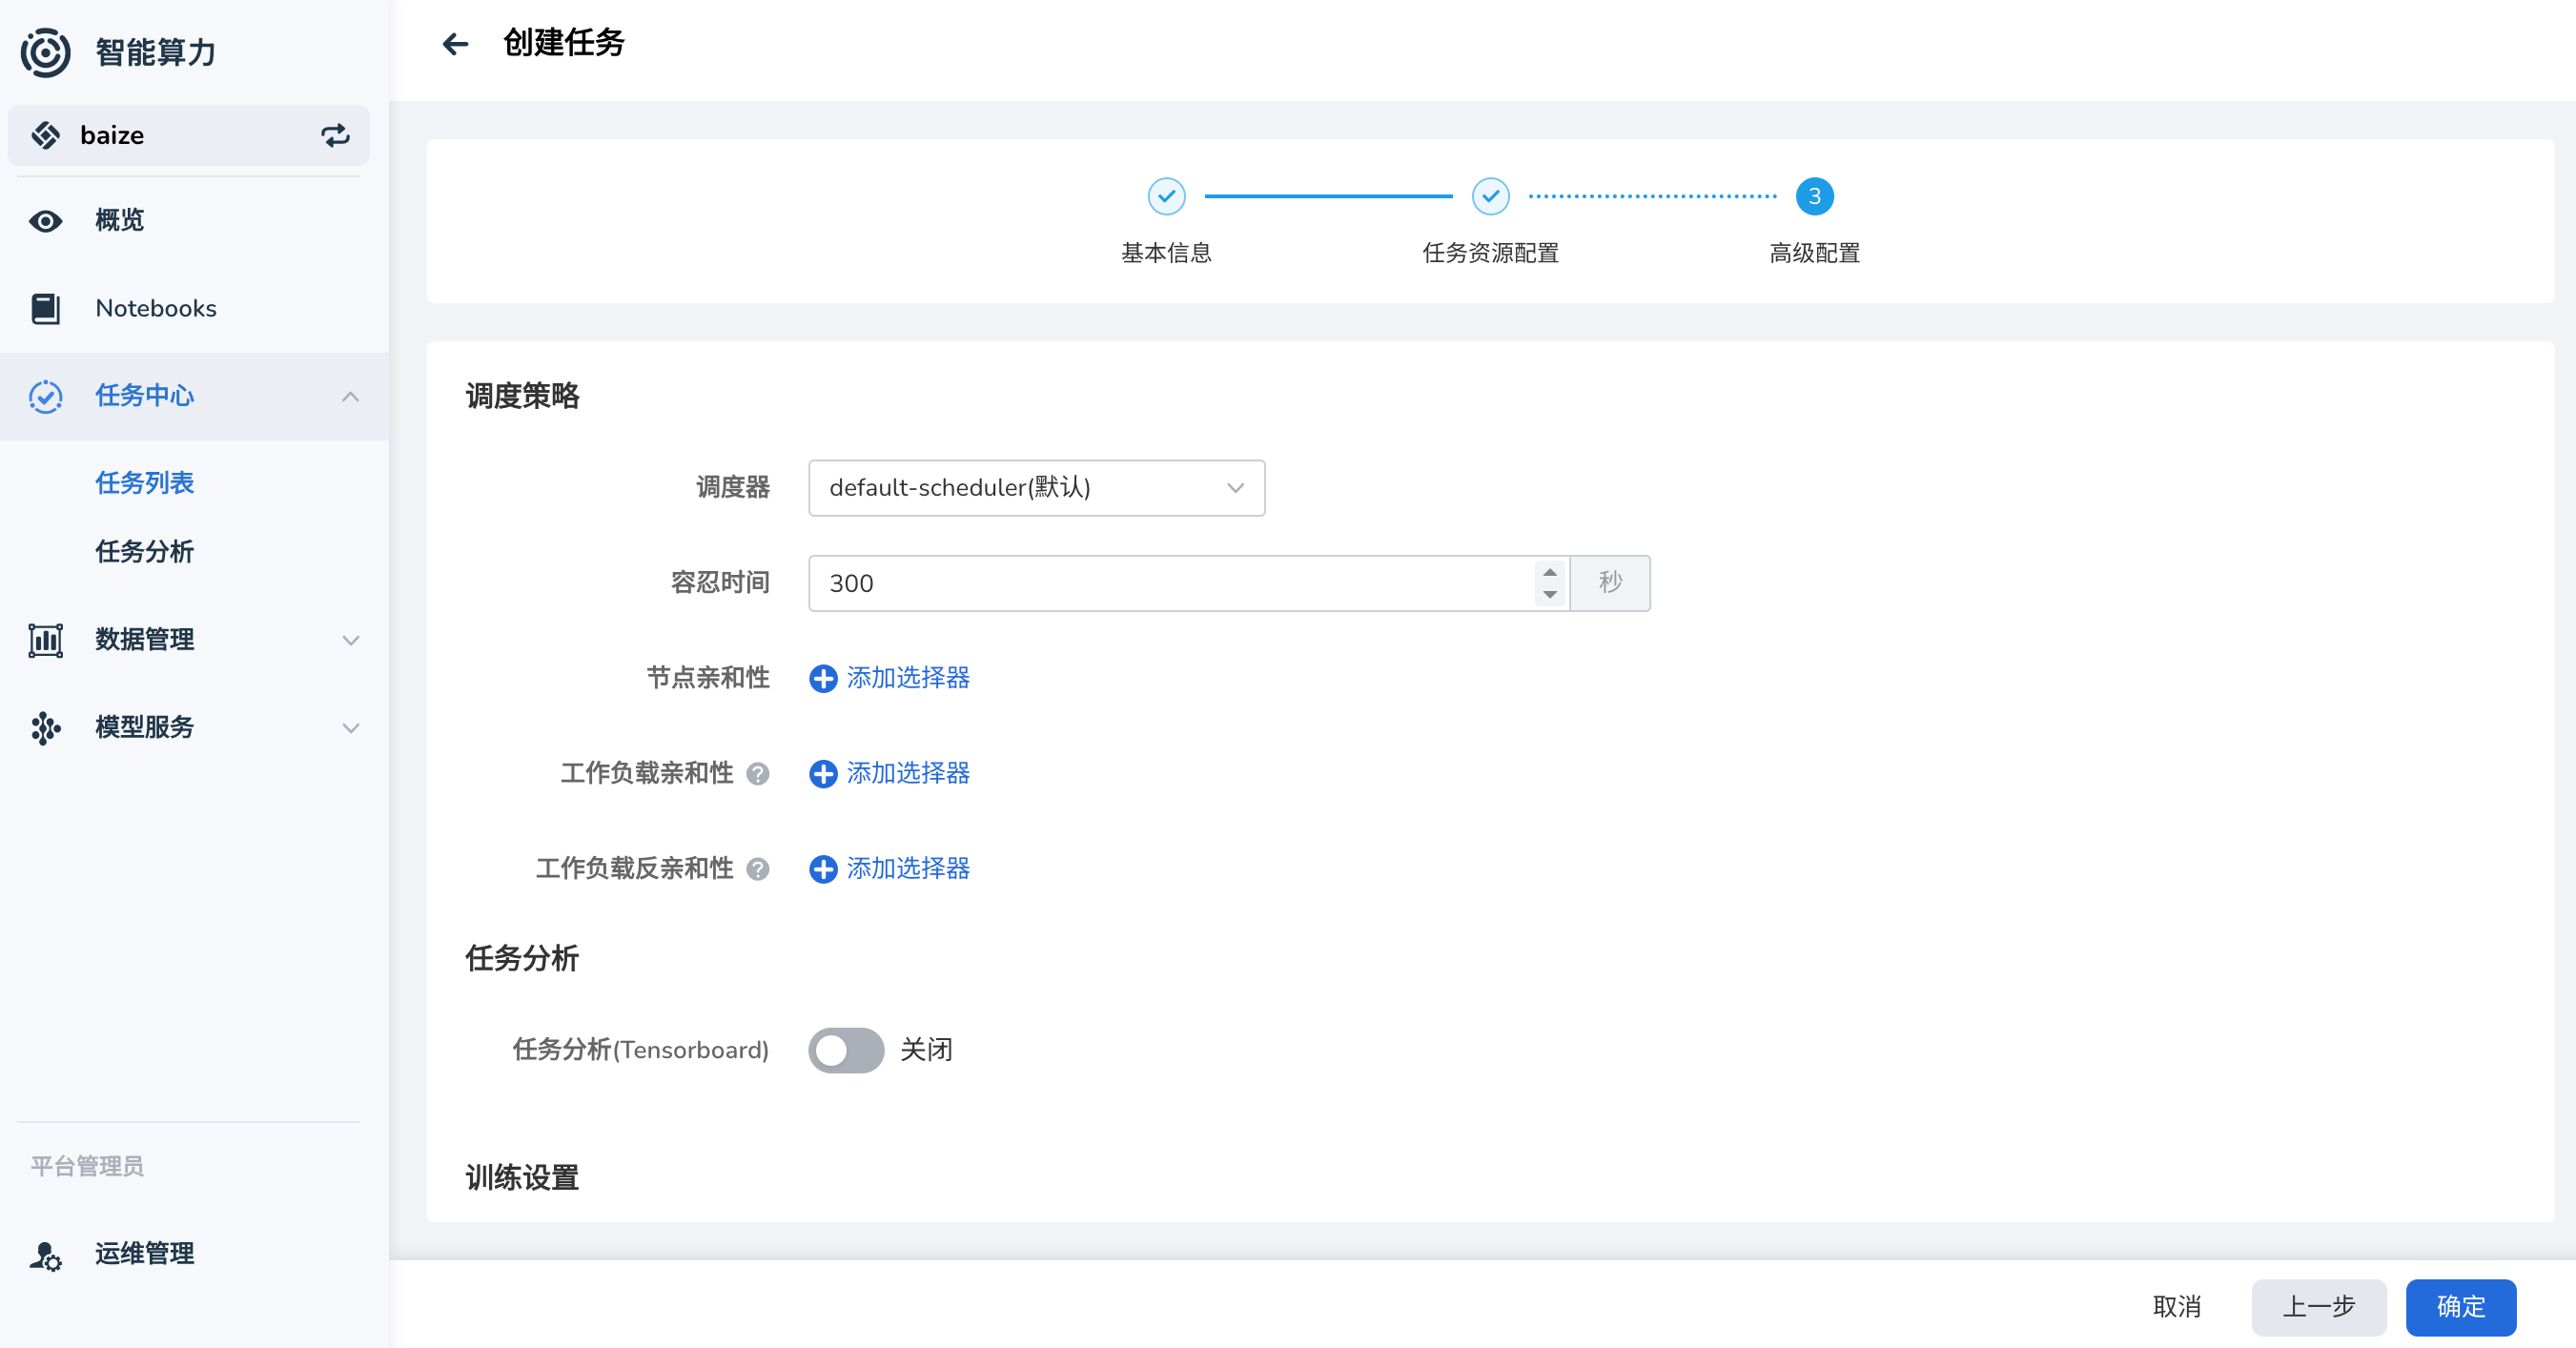 智能算力
baize
概览
Notebooks
任务中心
任务列表
任务分析
数据管理
模型服务
平台管理员
运维管理
创建任务
基本信息
任务资源配置
3
高级配置
调度策略
调度器
default-scheduler(默认)
容忍时间
300
秒
节点亲和性
添加选择器
工作负载亲和性 ?
添加选择器
工作负载反亲和性 ?
添加选择器
任务分析
任务分析(Tensorboard)
关闭
训练设置
取消
上一步
确定